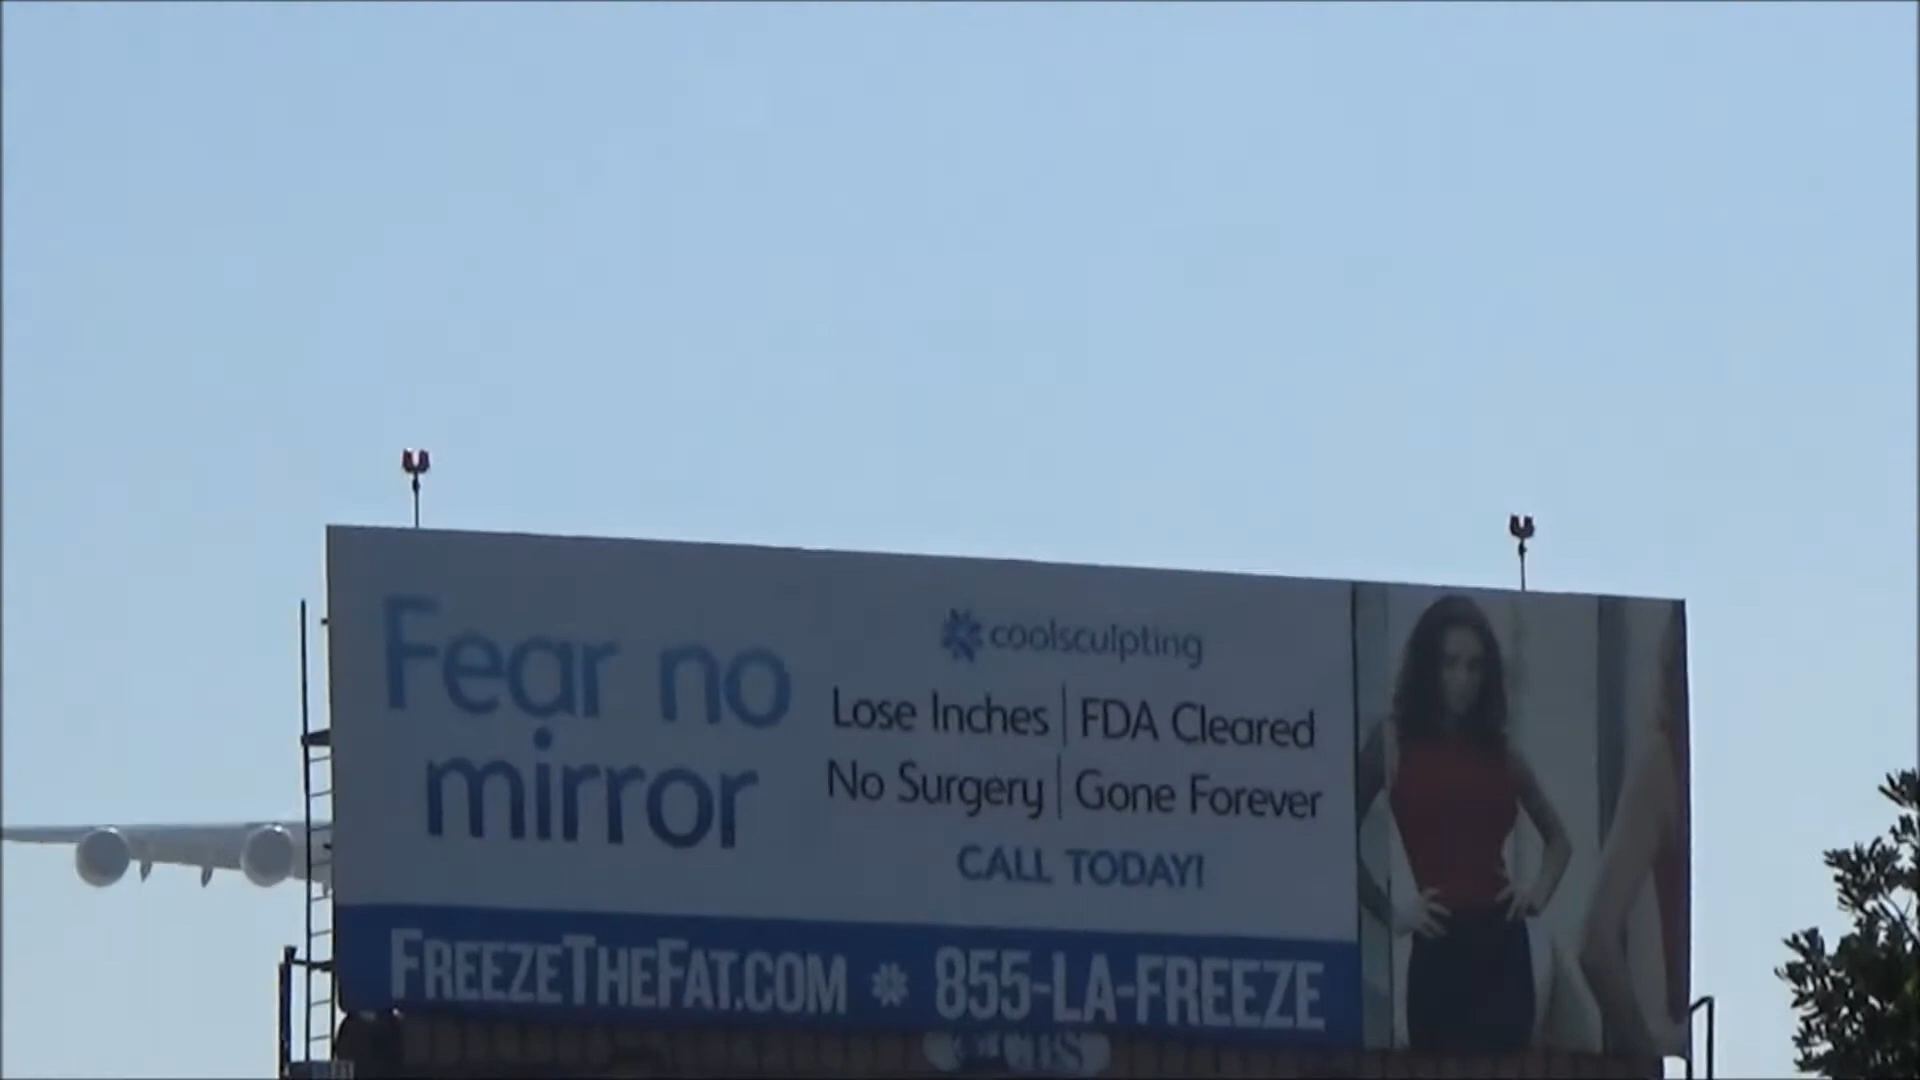 Fear no
mirror
coolsculpting
Lose Inches | FDA Cleared
No Surgery | Gone Forever
CALL TODAY!
FREEZETHEFAT.COM * 855-LA-FREEZE